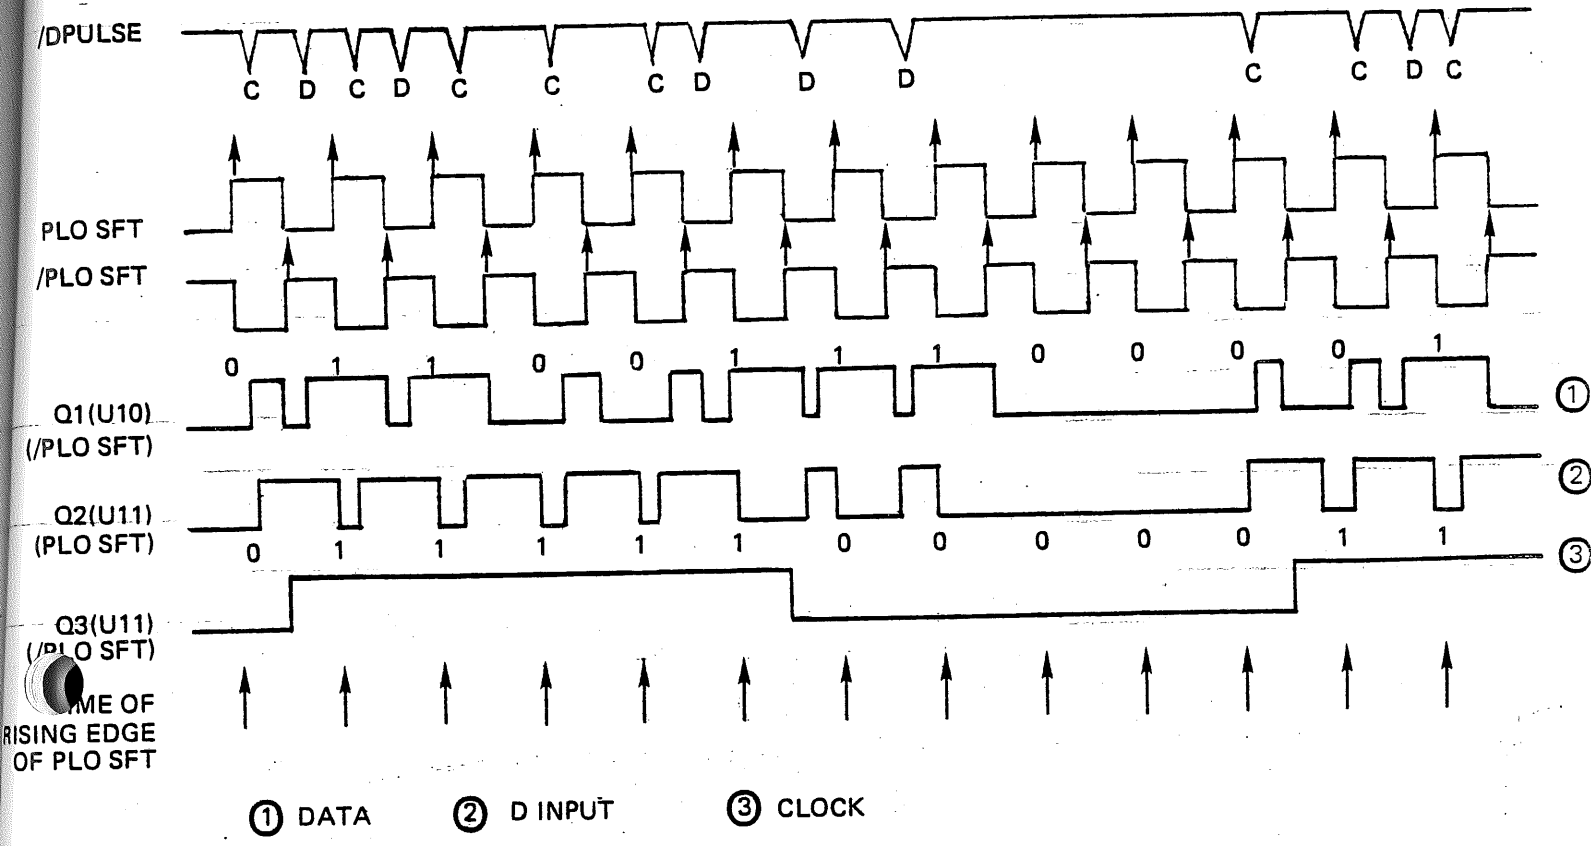 /DPULSE
C D C D C C C D D D C C D C
PLO SFT
/PLO SFT
0 1 1 0 0 1 1 1 0 0 0 0 1
Q1(U10)
(/PLO SFT)
1
Q2(U11)
(PLO SFT)
2
0 1 1 1 1 1 0 0 0 0 0 1 1
3
Q3(U11)
(/PLO SFT)
OF
RISING EDGE
OF PLO SFT
1 DATA
2 D INPUT
3 CLOCK